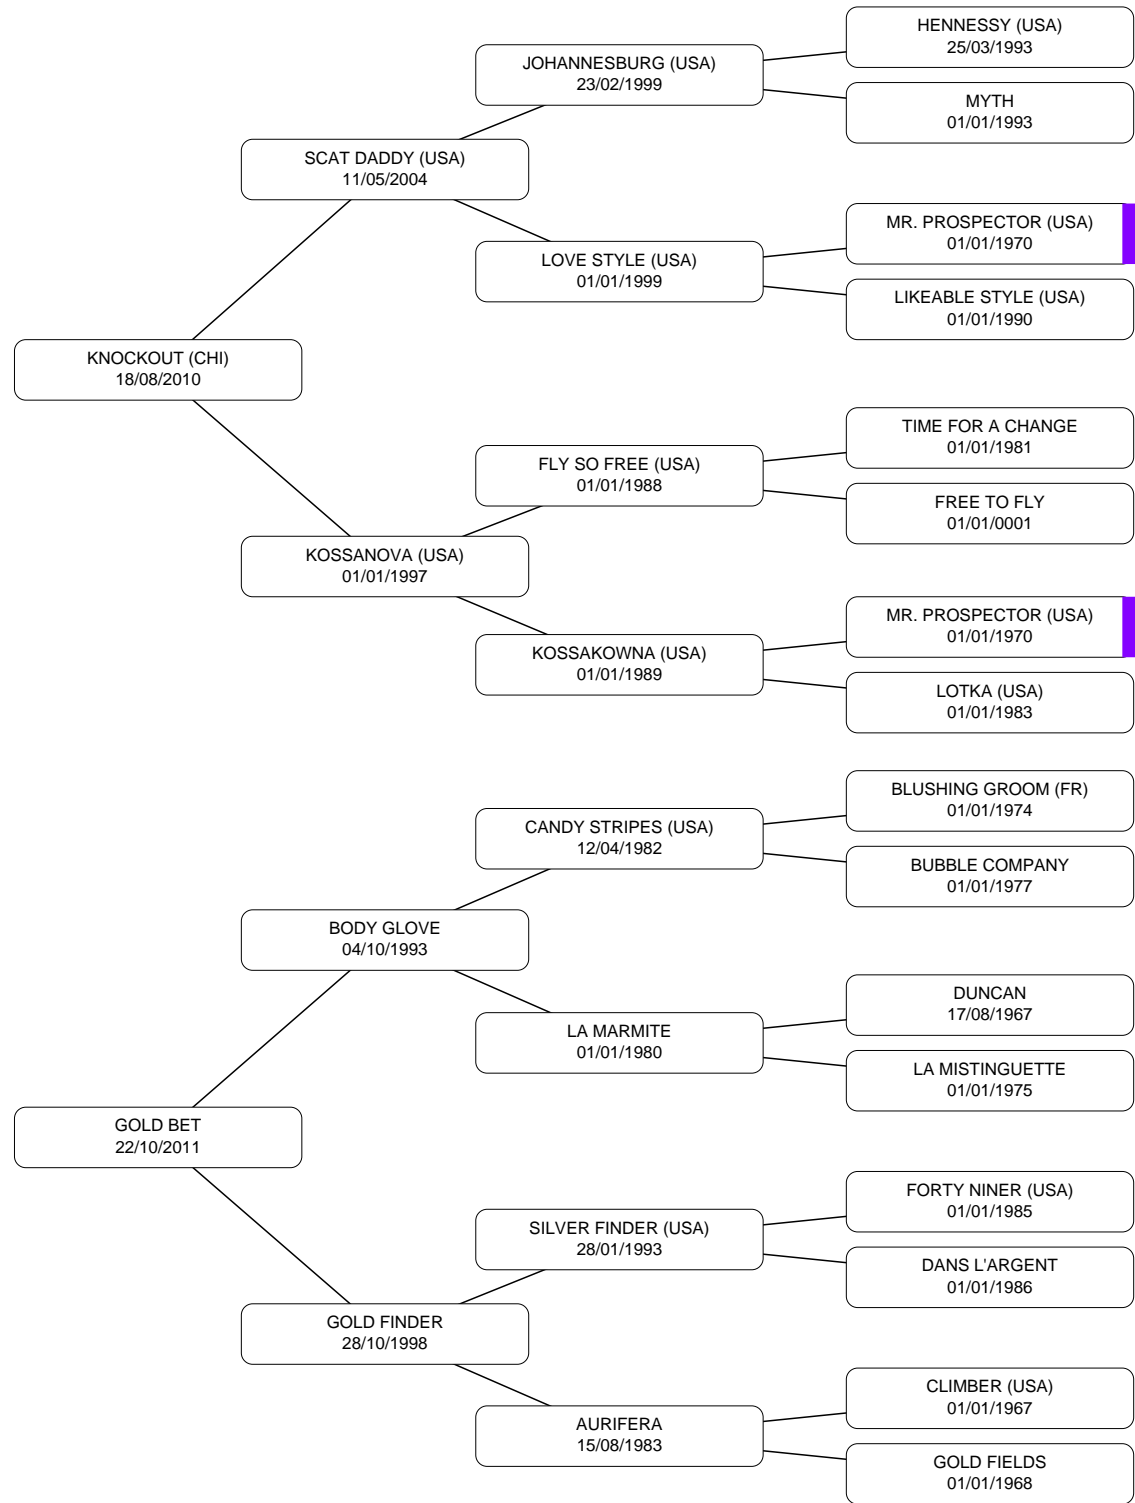 HENNESSY (USA)
25/03/1993
JOHANNESBURG (USA)
23/02/1999
MYTH
01/01/1993
SCAT DADDY (USA)
11/05/2004
MR. PROSPECTOR (USA)
01/01/1970
LOVE STYLE (USA)
01/01/1999
LIKEABLE STYLE (USA)
01/01/1990
KNOCKOUT (CHI)
18/08/2010
TIME FOR A CHANGE
01/01/1981
FLY SO FREE (USA)
01/01/1988
FREE TO FLY
01/01/0001
KOSSANOVA (USA)
01/01/1997
MR. PROSPECTOR (USA)
01/01/1970
KOSSAKOWNA (USA)
01/01/1989
LOTKA (USA)
01/01/1983
BLUSHING GROOM (FR)
01/01/1974
CANDY STRIPES (USA)
12/04/1982
BUBBLE COMPANY
01/01/1977
BODY GLOVE
04/10/1993
DUNCAN
17/08/1967
LA MARMITE
01/01/1980
LA MISTINGUETTE
01/01/1975
GOLD BET
22/10/2011
FORTY NINER (USA)
01/01/1985
SILVER FINDER (USA)
28/01/1993
DANS L'ARGENT
01/01/1986
GOLD FINDER
28/10/1998
CLIMBER (USA)
01/01/1967
AURIFERA
15/08/1983
GOLD FIELDS
01/01/1968